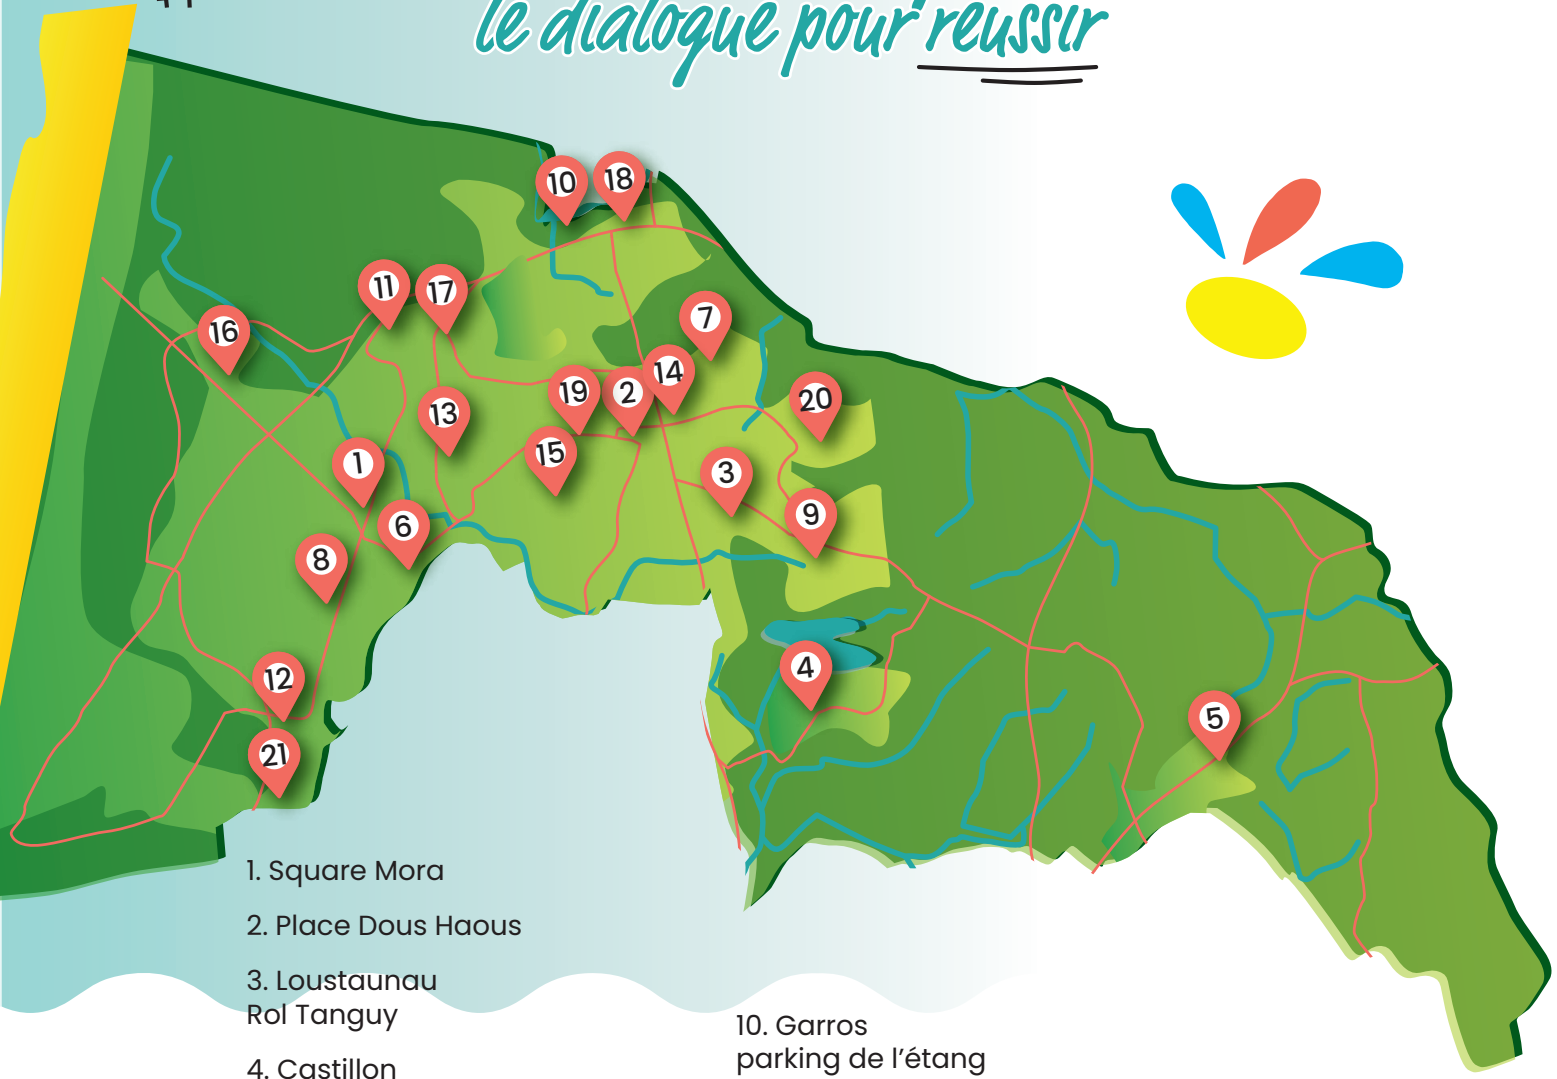 le dialogue pour réussir
10
18
11
17
7
16
14
19
2
20
13
15
1
3
9
6
8
4
12
5
21
1. Square Mora
2. Place Dous Haous
3. Loustaunau
Rol Tanguy
4. Castillon
10. Garros
parking de l’étang